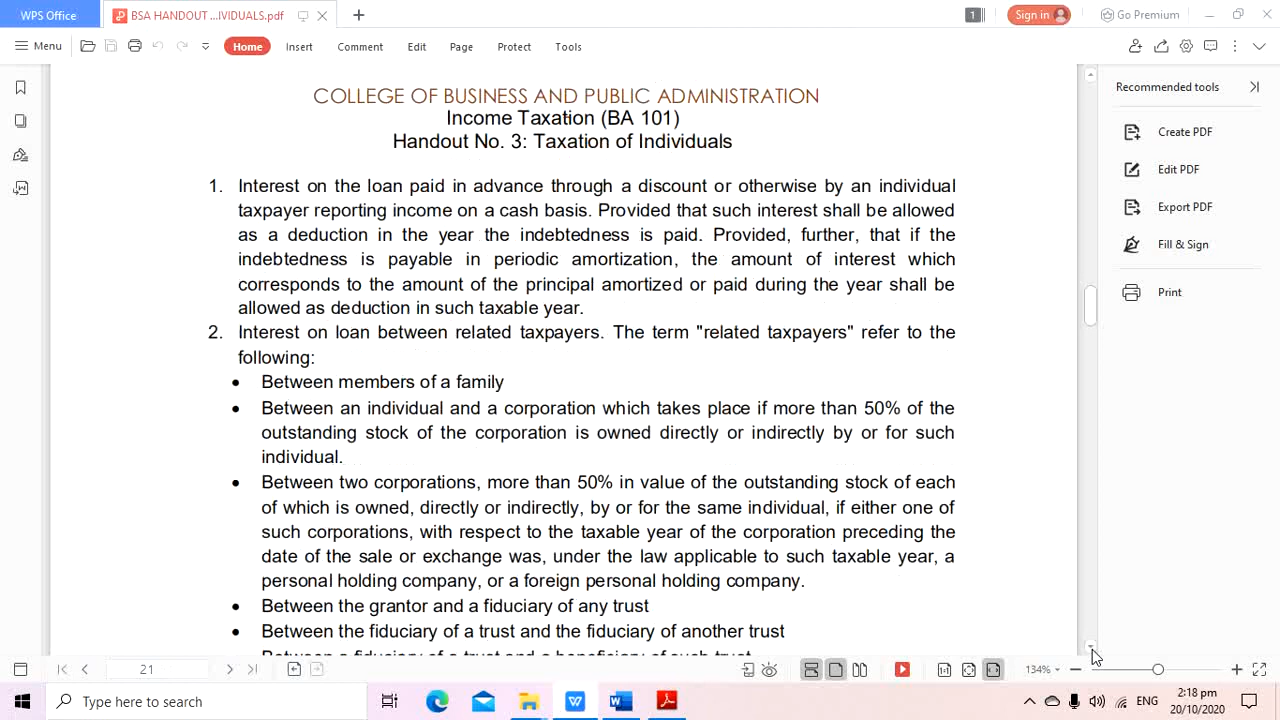 WPS Office
BSA HANDOUT ...IVIDUALS.pdf
1
Sign in
Go Premium
Menu
Home
Insert
Comment
Edit
Page
Protect
Tools
COLLEGE OF BUSINESS AND PUBLIC ADMINISTRATION
Income Taxation (BA 101)
Handout No. 3: Taxation of Individuals
1. Interest on the loan paid in advance through a discount or otherwise by an individual
taxpayer reporting income on a cash basis. Provided that such interest shall be allowed
as a deduction in the year the indebtedness is paid. Provided, further, that if the
indebtedness is payable in periodic amortization, the amount of interest which
corresponds to the amount of the principal amortized or paid during the year shall be
allowed as deduction in such taxable year.
2. Interest on loan between related taxpayers. The term "related taxpayers" refer to the
following:
• Between members of a family
• Between an individual and a corporation which takes place if more than 50% of the
outstanding stock of the corporation is owned directly or indirectly by or for such
individual.
• Between two corporations, more than 50% in value of the outstanding stock of each
of which is owned, directly or indirectly, by or for the same individual, if either one of
such corporations, with respect to the taxable year of the corporation preceding the
date of the sale or exchange was, under the law applicable to such taxable year, a
personal holding company, or a foreign personal holding company.
• Between the grantor and a fiduciary of any trust
• Between the fiduciary of a trust and the fiduciary of another trust
Between a fiduciary of a trust and a beneficiary of such trust
Recommended tools
Create PDF
Edit PDF
Export PDF
Fill & Sign
Print
21
134%
Type here to search
ENG
2:18 pm
20/10/2020